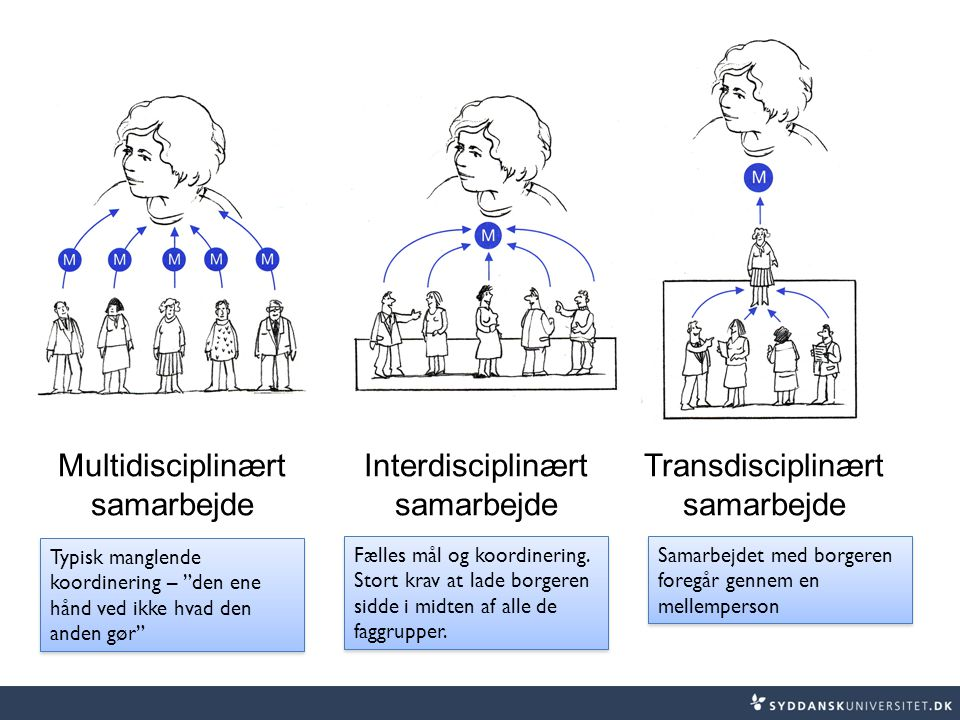 M
M
M
M
M
M
M
Multidisciplinært
samarbejde
Interdisciplinært
samarbejde
Transdisciplinært
samarbejde
Typisk manglende
koordinering – ”den ene
hånd ved ikke hvad den
anden gør”
Fælles mål og koordinering.
Stort krav at lade borgeren
sidde i midten af alle de
faggrupper.
Samarbejdet med borgeren
foregår gennem en
mellemperson
SYDDANSKUNIVERSITET.DK